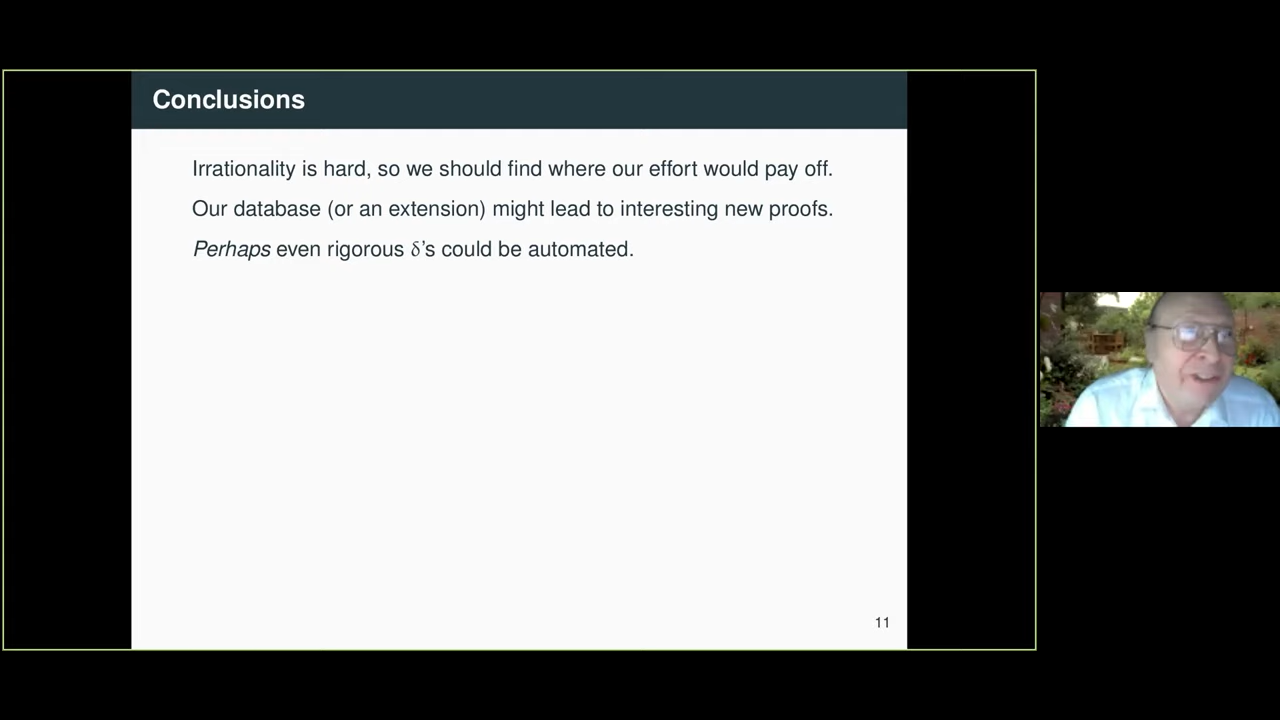 Conclusions
Irrationality is hard, so we should find where our effort would pay off.
Our database (or an extension) might lead to interesting new proofs.
Perhaps even rigorous δ's could be automated.
11